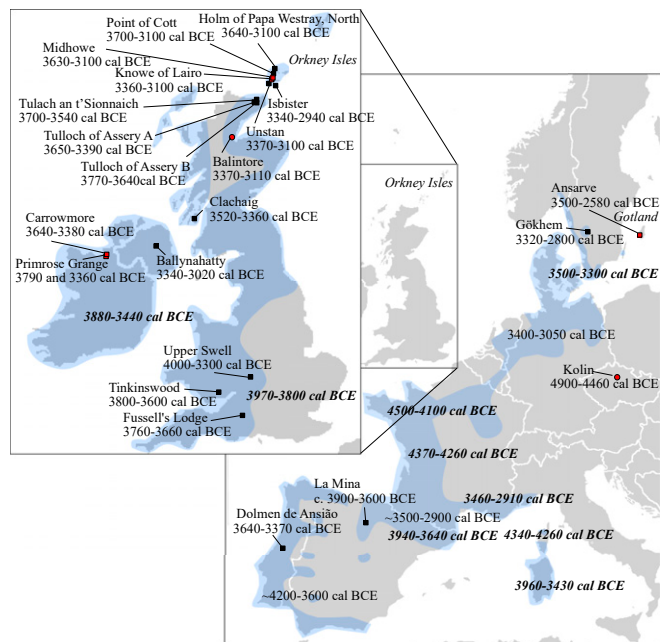 Point of Cott
3700-3100 cal BCE
Holm of Papa Westray, North
3640-3100 cal BCE
Midhowe
3630-3100 cal BCE
Orkney Isles
Knowe of Lairo
3360-3100 cal BCE
Tulach an t'Sionnaich
3700-3540 cal BCE
Isbister
3340-2940 cal BCE
Tulloch of Assery A
3650-3390 cal BCE
Unstan
3370-3100 cal BCE
Tulloch of Assery B
3770-3640cal BCE
Balintore
3370-3110 cal BCE
Clachaig
3520-3360 cal BCE
Carrowmore
3640-3380 cal BCE
Primrose Grange
3790 and 3360 cal BCE
Ballynahatty
3340-3020 cal BCE
3880-3440 cal BCE
Upper Swell
4000-3300 cal BCE
Tinkinswood
3800-3600 cal BCE
3970-3800 cal BCE
Fussell's Lodge
3760-3660 cal BCE
Orkney Isles
Ansarve
3500-2580 cal BCE
Gotland
Gökhem
3320-2800 cal BCE
3500-3300 cal BCE
3400-3050 cal BCE
Kolin
4900-4460 cal BCE
4500-4100 cal BCE
4370-4260 cal BCE
La Mina
c. 3900-3600 BCE
3460-2910 cal BCE
Dolmen de Ansião
3640-3370 cal BCE
~3500-2900 cal BCE
3940-3640 cal BCE
4340-4260 cal BCE
3960-3430 cal BCE
~4200-3600 cal BCE